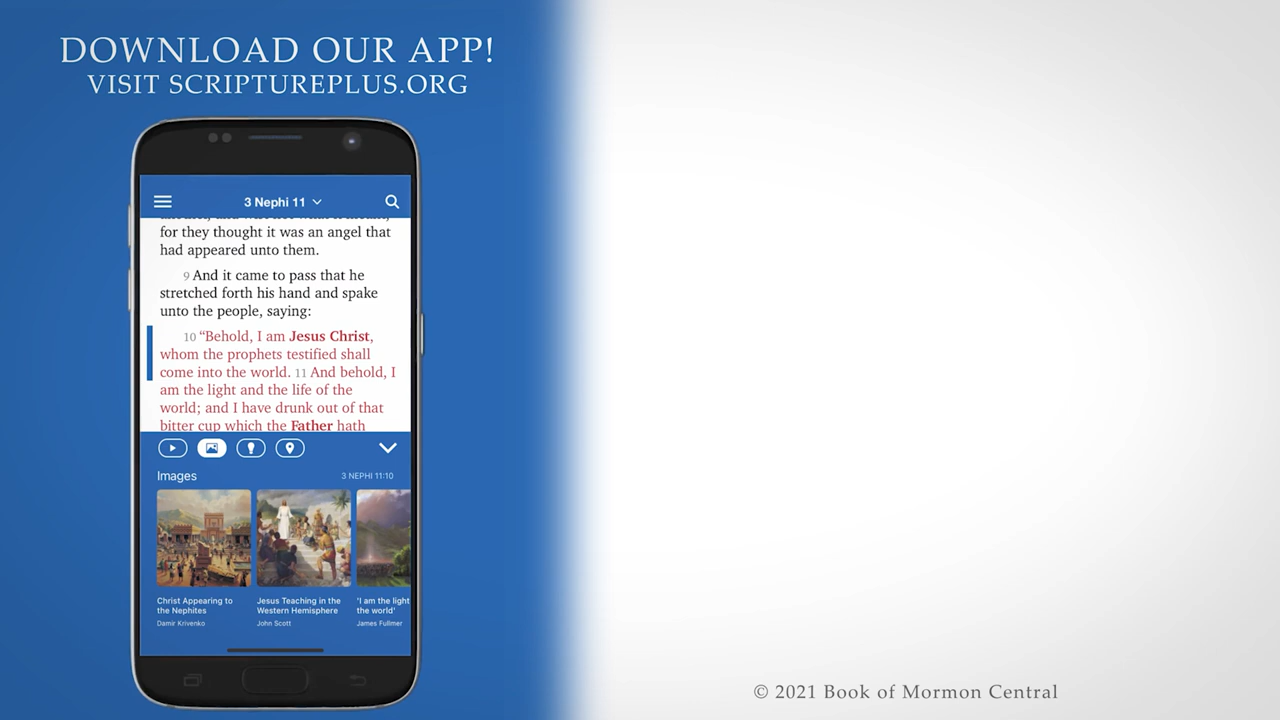 DOWNLOAD OUR APP!
VISIT SCRIPTUREPLUS.ORG
3 Nephi 11
for they thought it was an angel that
had appeared unto them.
9 And it came to pass that he
stretched forth his hand and spake
unto the people, saying:
10 “Behold, I am Jesus Christ,
whom the prophets testified shall
come into the world. 11 And behold, I
am the light and the life of the
world; and I have drunk out of that
bitter cup which the Father hath
Images
3 NEPHI 11:10
Christ Appearing to
the Nephites
Damir Krivenko
Jesus Teaching in the
Western Hemisphere
John Scott
'I am the light
the world'
James Fullmer
© 2021 Book of Mormon Central